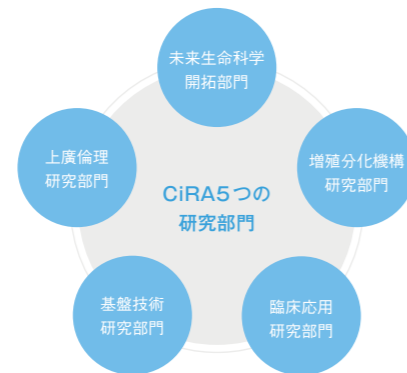 未来生命科学
開拓部門
上廣倫理
研究部門
増殖分化機構
研究部門
CiRA5つの
研究部門
基盤技術
研究部門
臨床応用
研究部門